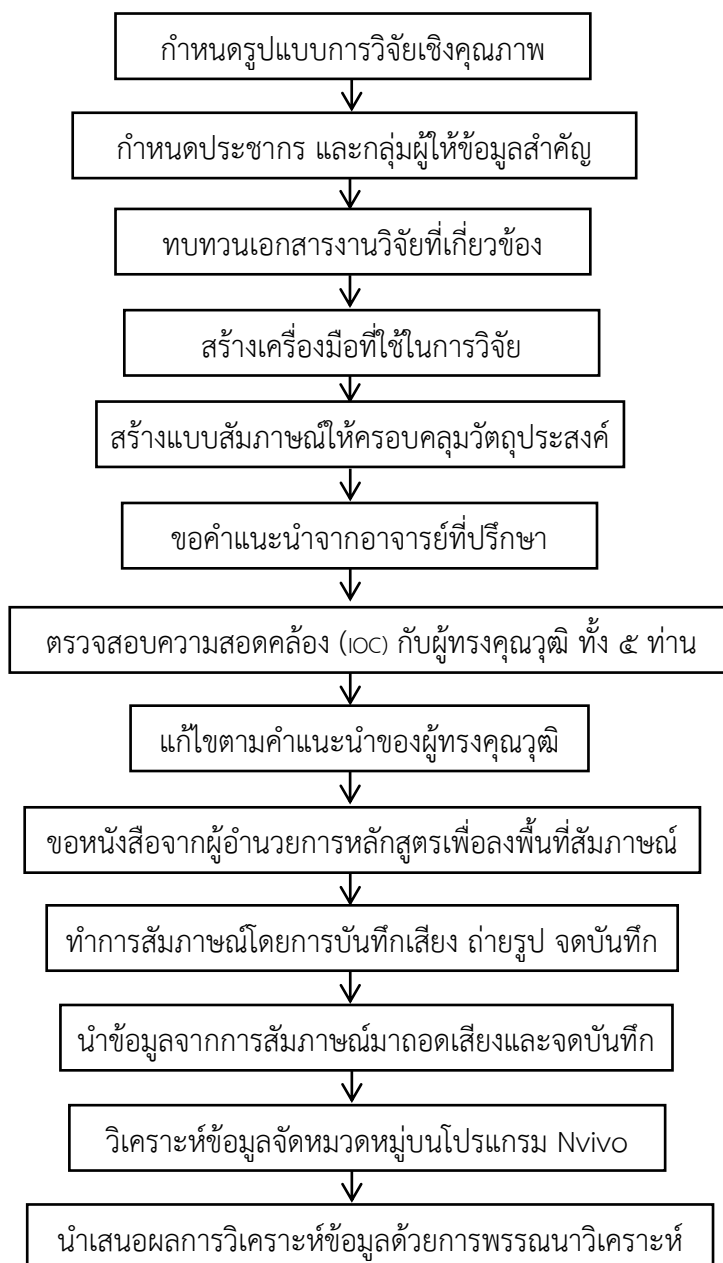 กำหนดรูปแบบการวิจัยเชิงคุณภาพ
กำหนดประชากร และกลุ่มผู้ให้ข้อมูลสำคัญ
ทบทวนเอกสารงานวิจัยที่เกี่ยวข้อง
สร้างเครื่องมือที่ใช้ในการวิจัย
สร้างแบบสัมภาษณ์ให้ครอบคลุมวัตถุประสงค์
ขอคำแนะนำจากอาจารย์ที่ปรึกษา
ตรวจสอบความสอดคล้อง (IOC) กับผู้ทรงคุณวุฒิ ทั้ง ๕ ท่าน
แก้ไขตามคำแนะนำของผู้ทรงคุณวุฒิ
ขอหนังสือจากผู้อำนวยการหลักสูตรเพื่อลงพื้นที่สัมภาษณ์
ทำการสัมภาษณ์โดยการบันทึกเสียง ถ่ายรูป จดบันทึก
นำข้อมูลจากการสัมภาษณ์มาถอดเสียงและจดบันทึก
วิเคราะห์ข้อมูลจัดหมวดหมู่บนโปรแกรม Nvivo
นำเสนอผลการวิเคราะห์ข้อมูลด้วยการพรรณนาวิเคราะห์